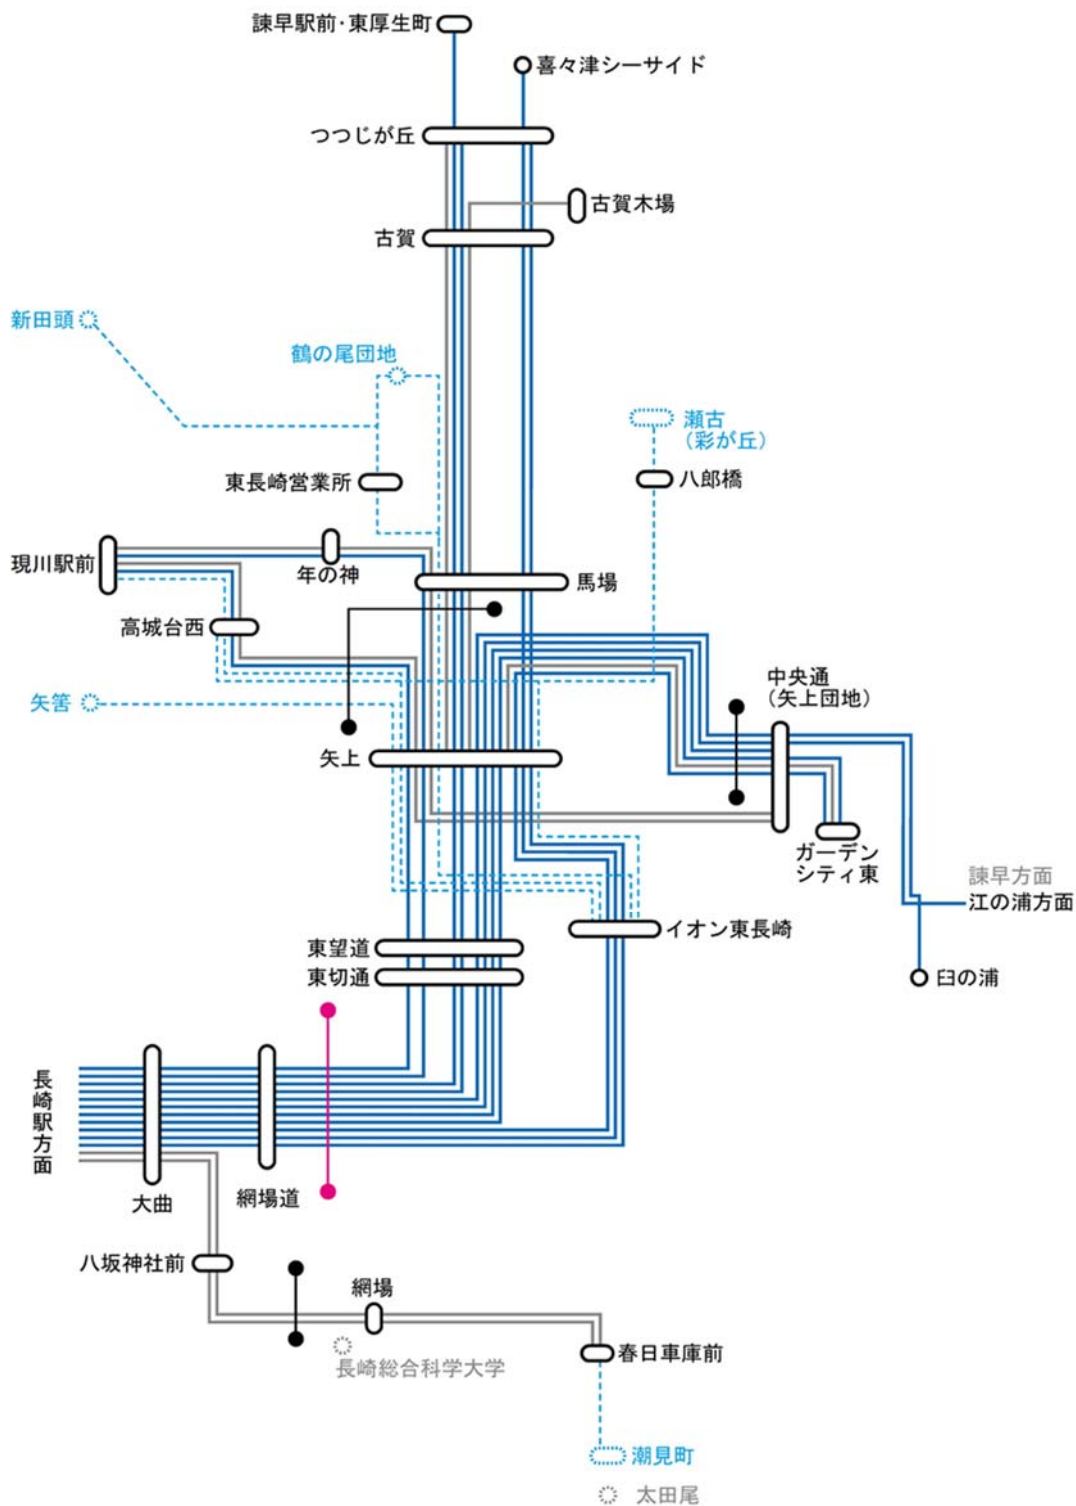 諫早駅前・東厚生町
喜々津シーサイド
つつじが丘
古賀木場
古賀
新田頭
鶴の尾団地
瀬古
（彩が丘）
東長崎営業所
八郎橋
現川駅前
年の神
馬場
高城台西
中央通
（矢上団地）
矢筈
矢上
ガーデン
シティ東
諫早方面
江の浦方面
イオン東長崎
東望道
東切通
臼の浦
長崎駅方面
大曲
網場道
八坂神社前
網場
長崎総合科学大学
春日車庫前
潮見町
太田尾